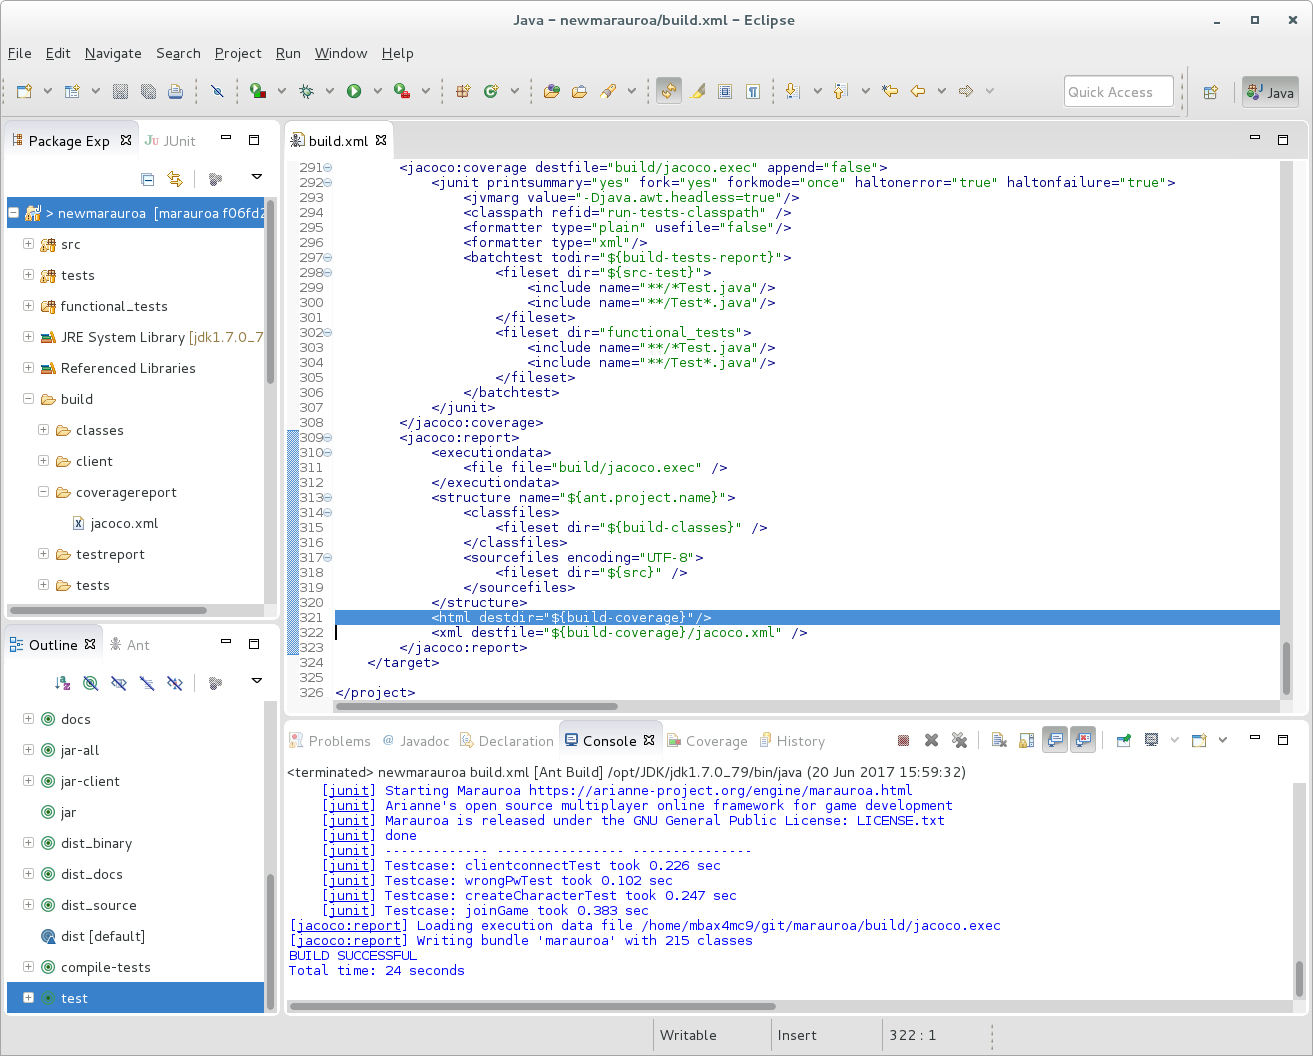 Java – newmarauroa/build.xml – Eclipse
File Edit Navigate Search Project Run Window Help
Quick Access
Java
Package Exp
JUnit
> newmarauroa [marauroa f06fd2
src
tests
functional_tests
JRE System Library [jdk1.7.0_7
Referenced Libraries
build
classes
client
coveragereport
jacoco.xml
testreport
tests
Outline
Ant
docs
jar-all
jar-client
jar
dist_binary
dist_docs
dist_source
dist [default]
compile-tests
test
build.xml
291 <jacoco:coverage destfile="build/jacoco.exec" append="false">
292 <junit printsummary="yes" fork="yes" forkmode="once" haltonerror="true" haltonfailure="true">
293 <jvmarg value="-Djava.awt.headless=true"/>
294 <classpath refid="run-tests-classpath" />
295 <formatter type="plain" usefile="false"/>
296 <formatter type="xml"/>
297 <batchtest todir="${build-tests-report}">
298 <fileset dir="${src-test}">
299 <include name="**/*Test.java"/>
300 <include name="**/Test*.java"/>
301 </fileset>
302 <fileset dir="functional_tests">
303 <include name="**/*Test.java"/>
304 <include name="**/Test*.java"/>
305 </fileset>
306 </batchtest>
307 </junit>
308 </jacoco:coverage>
309 <jacoco:report>
310 <executiondata>
311 <file file="build/jacoco.exec" />
312 </executiondata>
313 <structure name="${ant.project.name}">
314 <classfiles>
315 <fileset dir="${build-classes}" />
316 </classfiles>
317 <sourcefiles encoding="UTF-8">
318 <fileset dir="${src}" />
319 </sourcefiles>
320 </structure>
321 <html destdir="${build-coverage}"/>
322 <xml destfile="${build-coverage}/jacoco.xml" />
323 </jacoco:report>
324 </target>
325
326 </project>
Problems Javadoc Declaration Console Coverage History
<terminated> newmarauroa build.xml [Ant Build] /opt/JDK/jdk1.7.0_79/bin/java (20 Jun 2017 15:59:32)
[junit] Starting Marauroa https://arianne-project.org/engine/marauroa.html
[junit] Arianne's open source multiplayer online framework for game development
[junit] Marauroa is released under the GNU General Public License: LICENSE.txt
[junit] done
[junit] ------------- ---------------- ---------------
[junit] Testcase: clientconnectTest took 0.226 sec
[junit] Testcase: wrongPwTest took 0.102 sec
[junit] Testcase: createCharacterTest took 0.247 sec
[junit] Testcase: joinGame took 0.383 sec
[jacoco:report] Loading execution data file /home/mbax4mc9/git/marauroa/build/jacoco.exec
[jacoco:report] Writing bundle 'marauroa' with 215 classes
BUILD SUCCESSFUL
Total time: 24 seconds
Writable
Insert
322 : 1